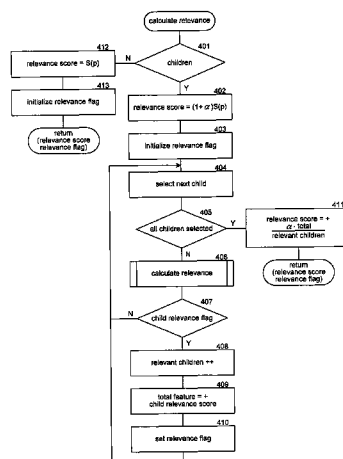 calculate relevance
401
children
N
Y
412
relevance score = S(p)
413
initialize relevance flag
return
(relevance score
relevance flag)
402
relevance score = (1+ α)S(p)
403
initialize relevance flag
404
select next child
405
all children selected
Y
N
411
relevance score = +
α · total
relevant children
return
(relevance score
relevance flag)
406
calculate relevance
407
child relevance flag
N
Y
408
relevant children ++
409
total feature = +
child relevance score
410
set relevance flag